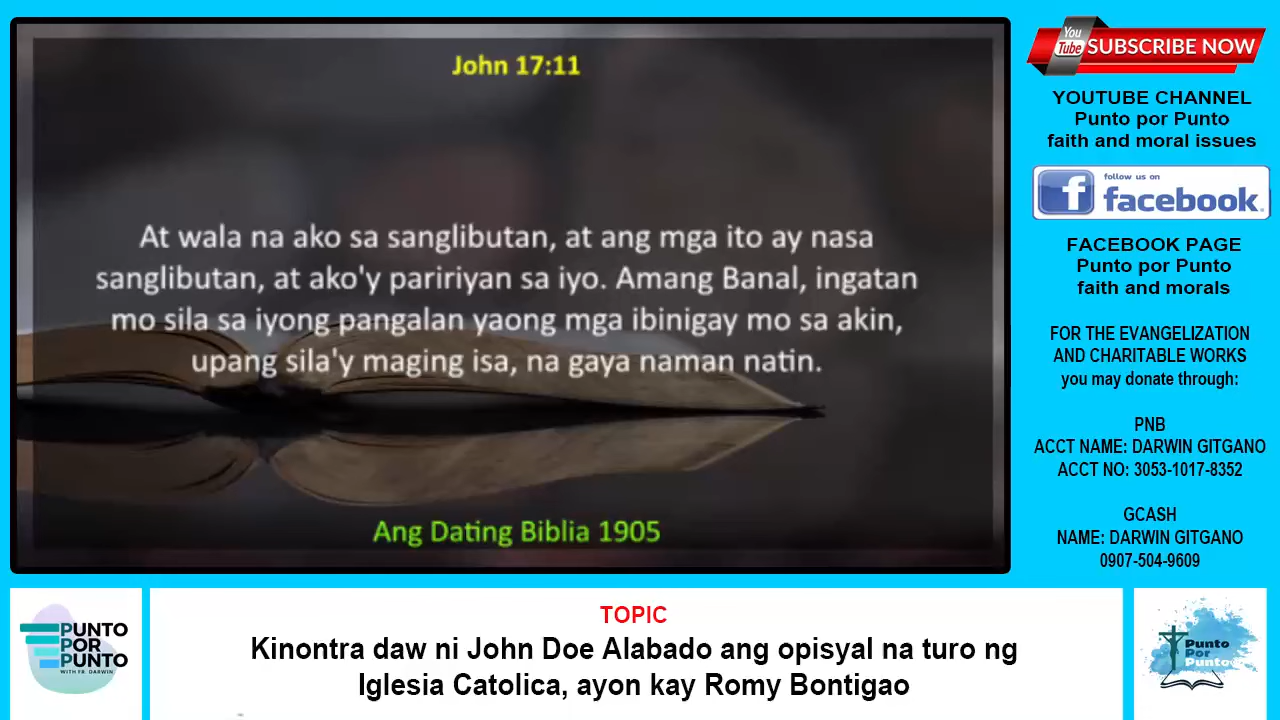 John 17:11
At wala na ako sa sanglibutan, at ang mga ito ay nasa
sanglibutan, at ako'y paririyan sa iyo. Amang Banal, ingatan
mo sila sa iyong pangalan yaong mga ibinigay mo sa akin,
upang sila'y maging isa, na gaya naman natin.
Ang Dating Biblia 1905
You
Tube
SUBSCRIBE NOW
YOUTUBE CHANNEL
Punto por Punto
faith and moral issues
follow us on
facebook
FACEBOOK PAGE
Punto por Punto
faith and morals
FOR THE EVANGELIZATION
AND CHARITABLE WORKS
you may donate through:
PNB
ACCT NAME: DARWIN GITGANO
ACCT NO: 3053-1017-8352
GCASH
NAME: DARWIN GITGANO
0907-504-9609
PUNTO
POR
PUNTO
WITH FR. DARWIN
TOPIC
Kinontra daw ni John Doe Alabado ang opisyal na turo ng
Iglesia Catolica, ayon kay Romy Bontigao
Punto
Por
Punto